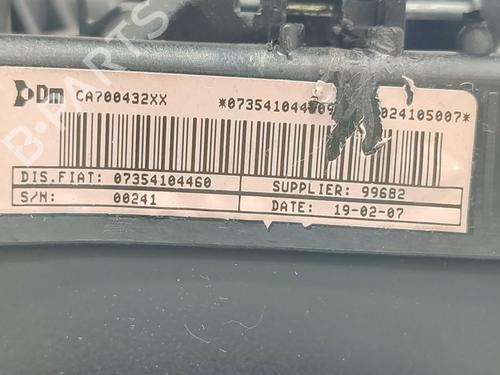 Dm CA700432XX *0735410446 024105007*
DIS.FIAT: 07354104460 SUPPLIER: 99682
S/N: 00241 DATE: 19-02-07
B-PARTS